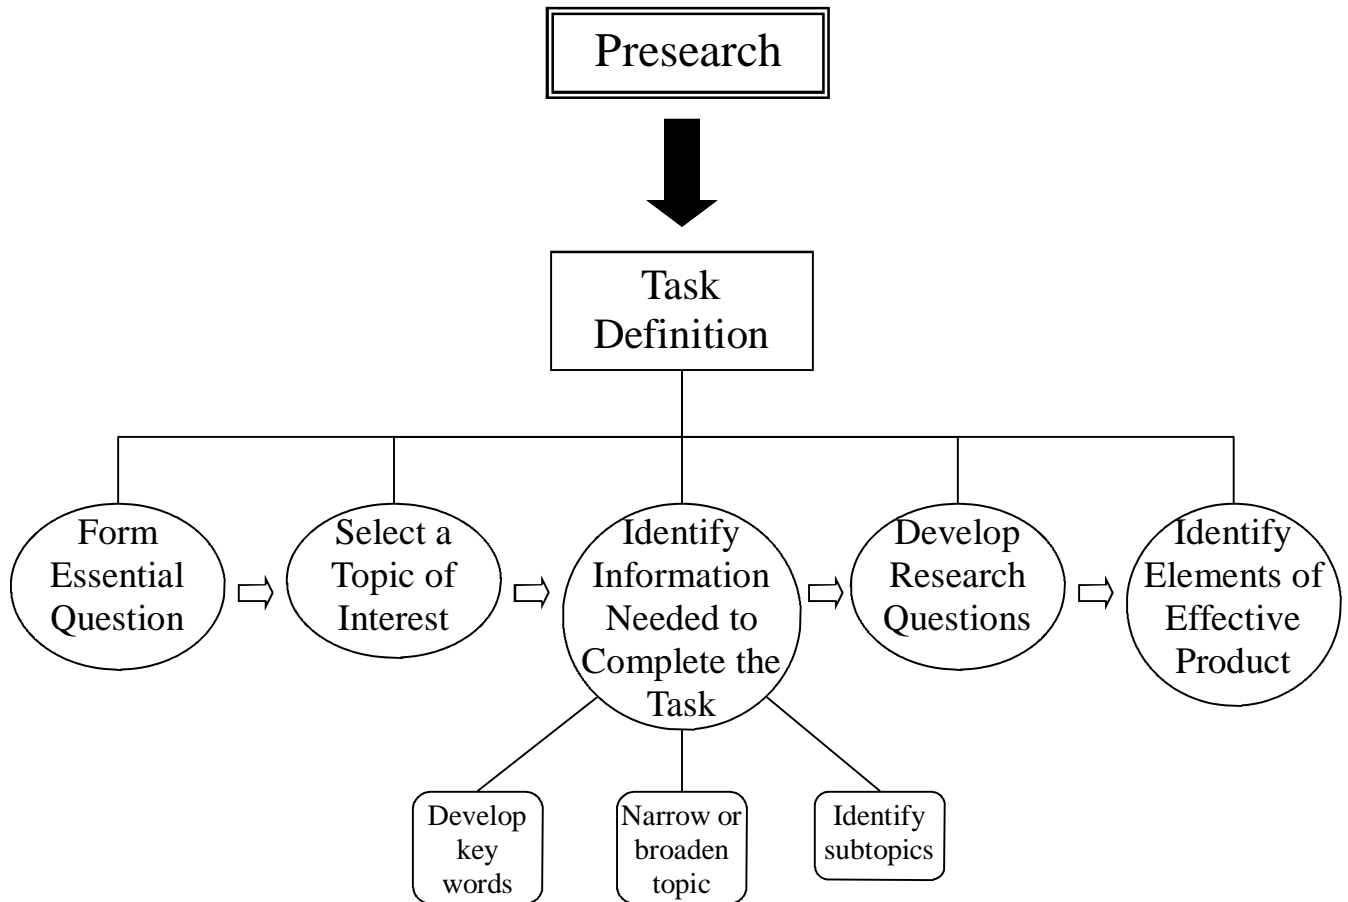 Presearch
Task
Definition
Form
Essential
Question
Select a
Topic of
Interest
Identify
Information
Needed to
Complete the
Task
Develop
Research
Questions
Identify
Elements of
Effective
Product
Develop
key
words
Narrow or
broaden
topic
Identify
subtopics